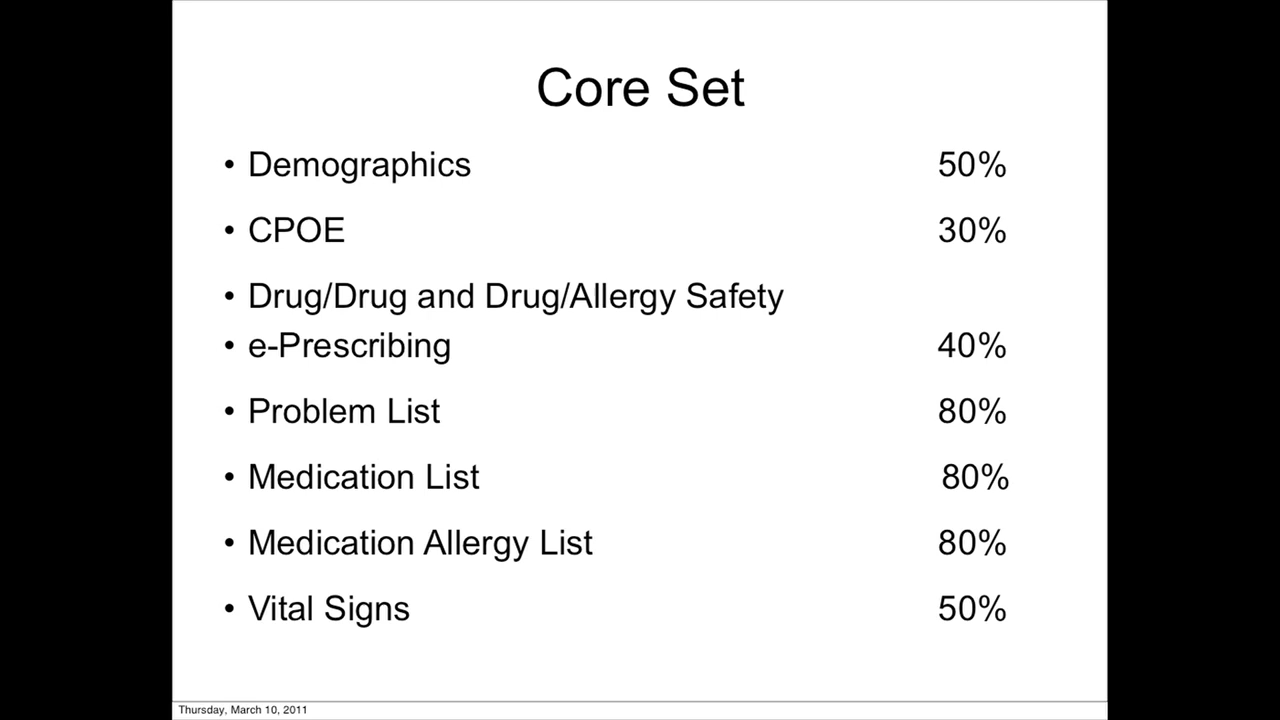 Core Set
• Demographics 50%
• CPOE 30%
• Drug/Drug and Drug/Allergy Safety
• e-Prescribing 40%
• Problem List 80%
• Medication List 80%
• Medication Allergy List 80%
• Vital Signs 50%
Thursday, March 10, 2011